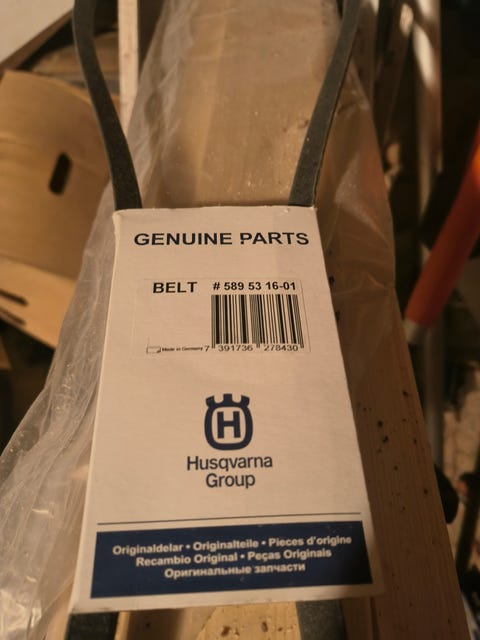 GENUINE PARTS
BELT # 589 53 16-01
Made in Germany 7 391736 278430
H
Husqvarna
Group
Originaldelar • Originalteile • Pieces d'origine
Recambio Original • Peças Originais
Оригинальные запчасти